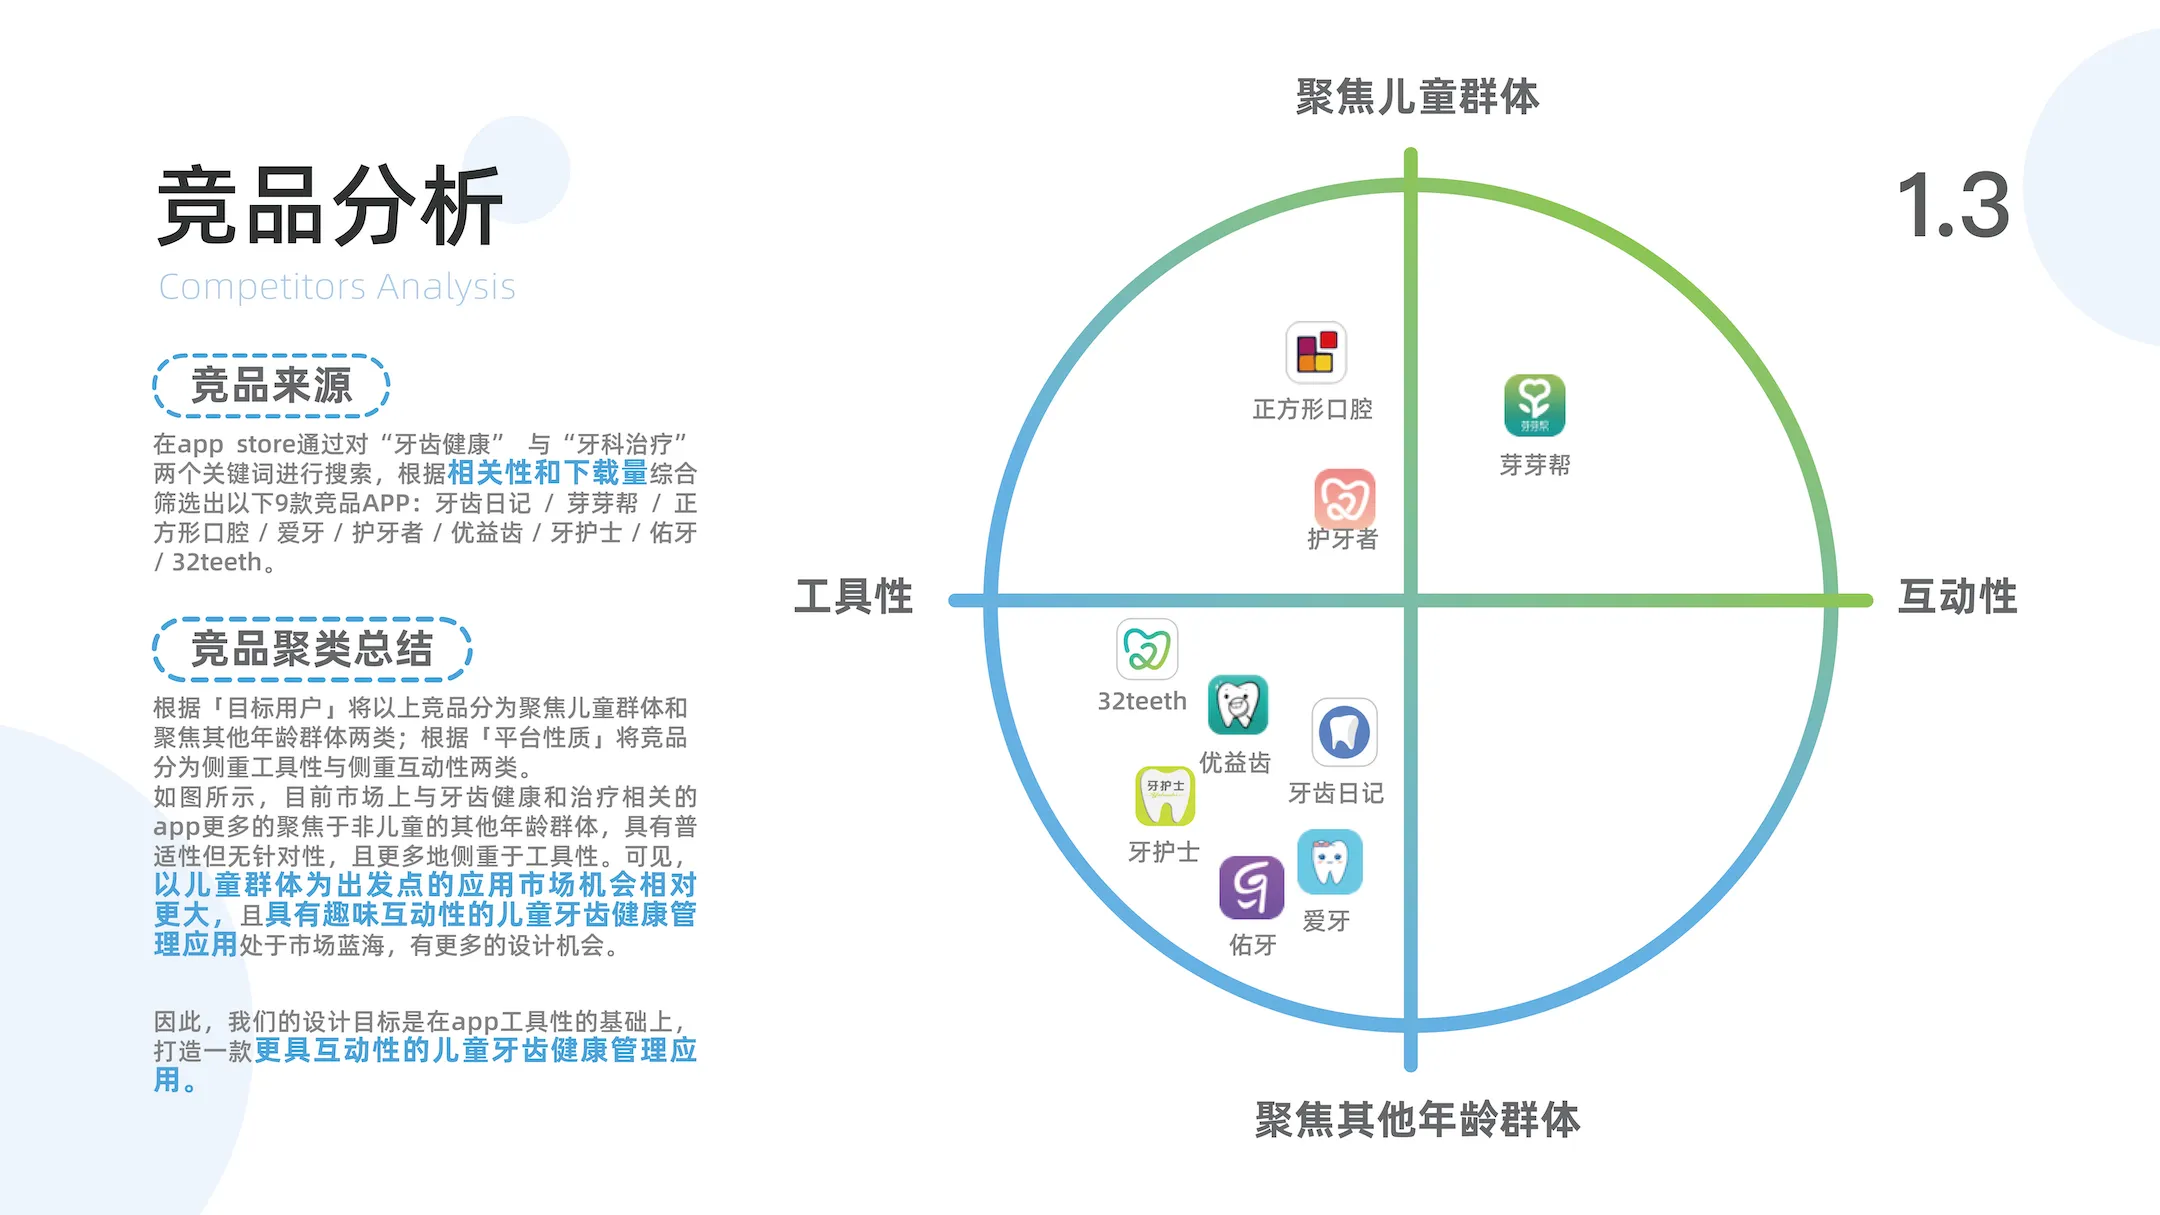 竞品分析
Competitors Analysis
1.3
竞品来源
在app store通过对“牙齿健康” 与“牙科治疗”
两个关键词进行搜索，根据相关性和下载量综合
筛选出以下9款竞品APP：牙齿日记 / 芽芽帮 / 正
方形口腔 / 爱牙 / 护牙者 / 优益齿 / 牙护士 / 佑牙
/ 32teeth。
竞品聚类总结
根据「目标用户」将以上竞品分为聚焦儿童群体和
聚焦其他年龄群体两类；根据「平台性质」将竞品
分为侧重工具性与侧重互动性两类。
如图所示，目前市场上与牙齿健康和治疗相关的
app更多的聚焦于非儿童的其他年龄群体，具有普
适性但无针对性，且更多地侧重于工具性。可见，
以儿童群体为出发点的应用市场机会相对
更大，且具有趣味互动性的儿童牙齿健康管
理应用处于市场蓝海，有更多的设计机会。
因此，我们的设计目标是在app工具性的基础上，
打造一款更具互动性的儿童牙齿健康管理应
用。
聚焦儿童群体
正方形口腔
芽芽帮
芽芽帮
护牙者
工具性
互动性
32teeth
优益齿
牙齿日记
牙护士
牙护士
爱牙
佑牙
聚焦其他年龄群体